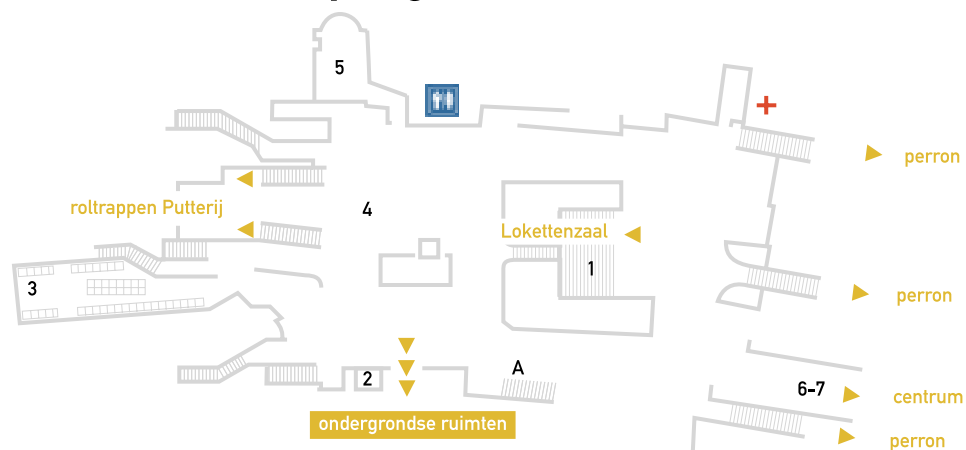 5
perron
roltrappen Putterij
4
Lokettenzaal
1
3
perron
A
2
6-7
centrum
ondergrondse ruimten
perron